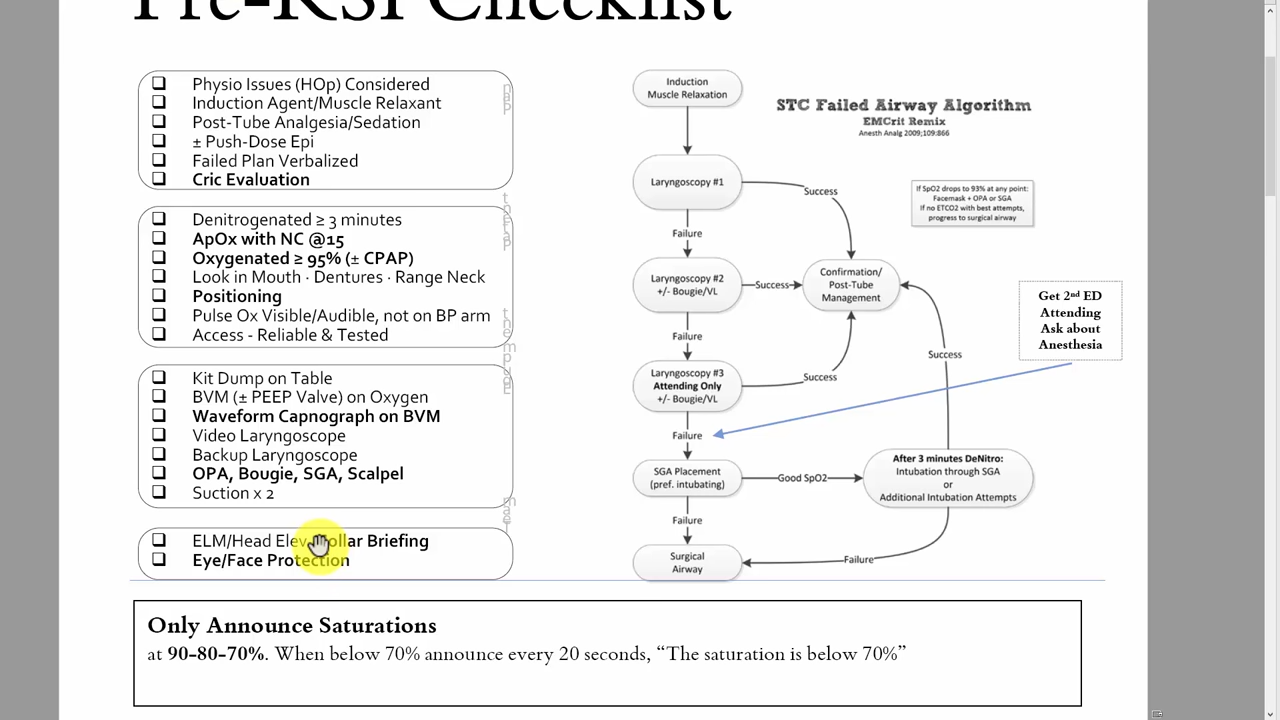 Pre-RSI Checklist
Physio Issues (HOp) Considered
Induction Agent/Muscle Relaxant
Post-Tube Analgesia/Sedation
± Push-Dose Epi
Failed Plan Verbalized
Cric Evaluation
Denitrogenated ≥ 3 minutes
ApOx with NC @15
Oxygenated ≥ 95% (± CPAP)
Look in Mouth · Dentures · Range Neck
Positioning
Pulse Ox Visible/Audible, not on BP arm
Access - Reliable & Tested
Kit Dump on Table
BVM (± PEEP Valve) on Oxygen
Waveform Capnograph on BVM
Video Laryngoscope
Backup Laryngoscope
OPA, Bougie, SGA, Scalpel
Suction x 2
ELM/Head Elev Collar Briefing
Eye/Face Protection
Induction
Muscle Relaxation
STC Failed Airway Algorithm
EMCrit Remix
Anesth Analg 2009;109:866
Laryngoscopy #1
Success
If SpO2 drops to 93% at any point:
Facemask + OPA or SGA
If no ETCO2 with best attempts,
progress to surgical airway
Failure
Laryngoscopy #2
+/- Bougie/VL
Success
Confirmation/
Post-Tube
Management
Get 2nd ED
Attending
Ask about
Anesthesia
Failure
Success
Laryngoscopy #3
Attending Only
+/- Bougie/VL
Success
Failure
SGA Placement
(pref. intubating)
Good SpO2
After 3 minutes DeNitro:
Intubation through SGA
or
Additional Intubation Attempts
Failure
Surgical
Airway
Failure
Only Announce Saturations
at 90-80-70%. When below 70% announce every 20 seconds, “The saturation is below 70%”